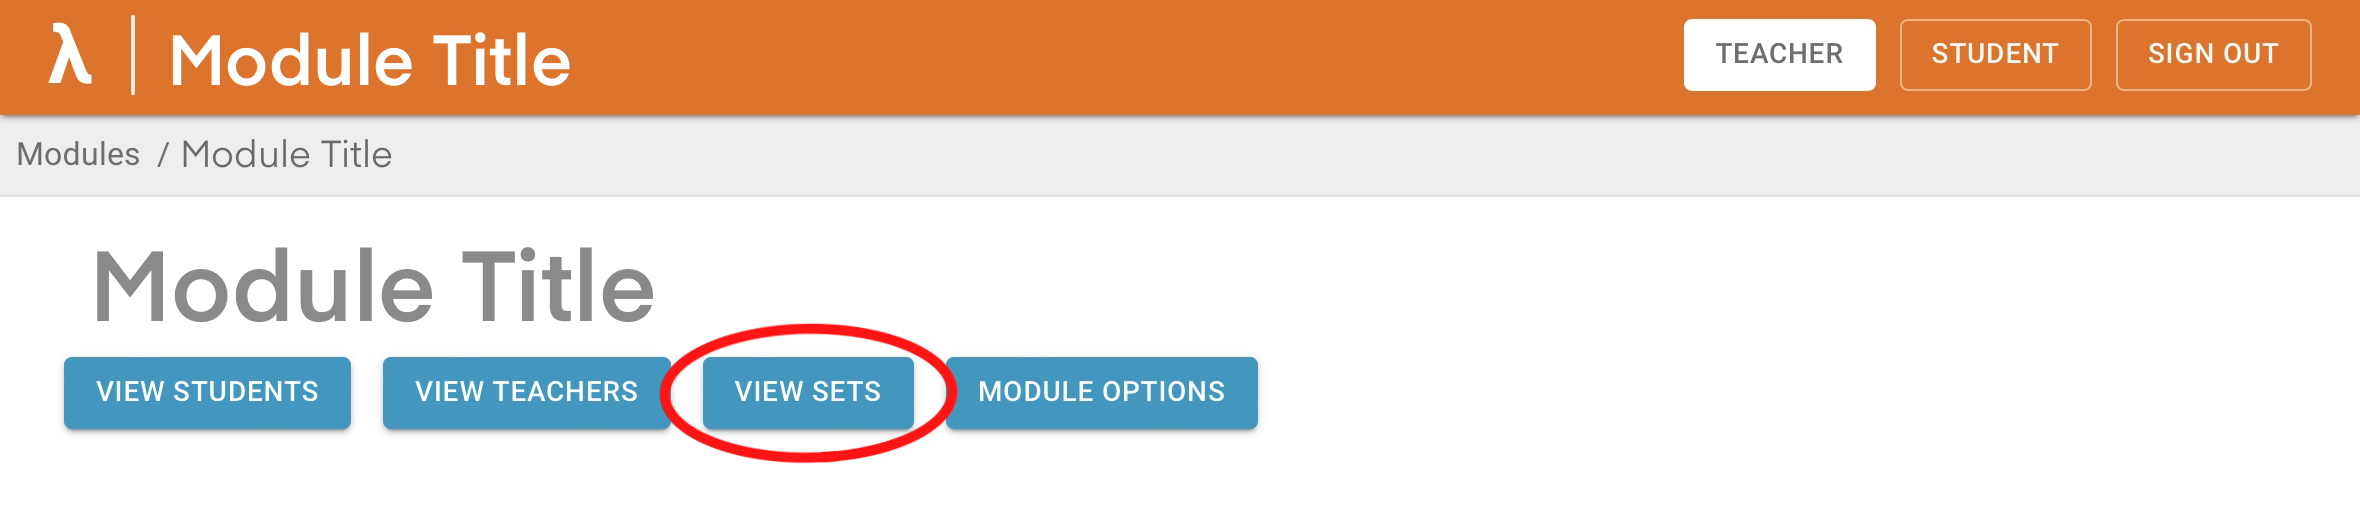 λ Module Title TEACHER STUDENT SIGN OUT
Modules / Module Title
Module Title
VIEW STUDENTS VIEW TEACHERS VIEW SETS MODULE OPTIONS